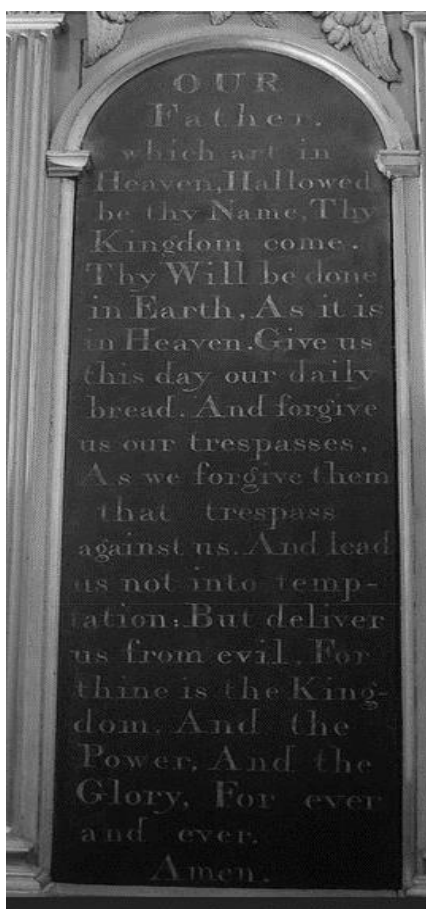 OUR
Father.
which art in
Heaven, Hallowed
be thy Name, Thy
Kingdom come.
Thy Will be done
in Earth, As it is
in Heaven. Give us
this day our daily
bread. And forgive
us our trespasses,
As we forgive them
that trespass
against us. And lead
us not into temp-
tation; But deliver
us from evil. For
thine is the King-
dom, And the
Power, And the
Glory, For ever
and ever.
Amen.